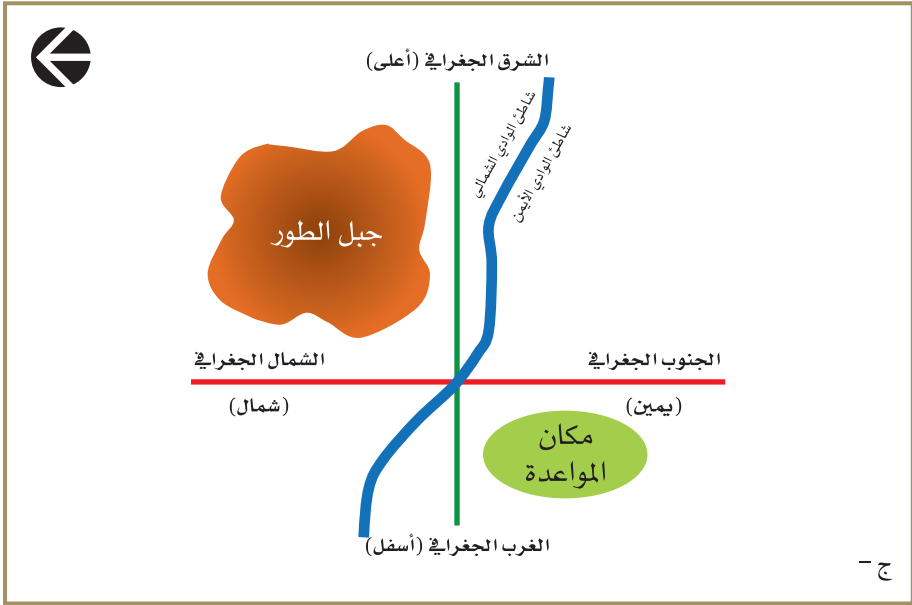 الشرق الجغرافي (أعلى)
شاطئ الوادي الشمالي
شاطئ الوادي الأيمن
جبل الطور
الجنوب الجغرافي
الشمال الجغرافي
(يمين)
(شمال)
مكان
المواعدة
الغرب الجغرافي (أسفل)
ج -